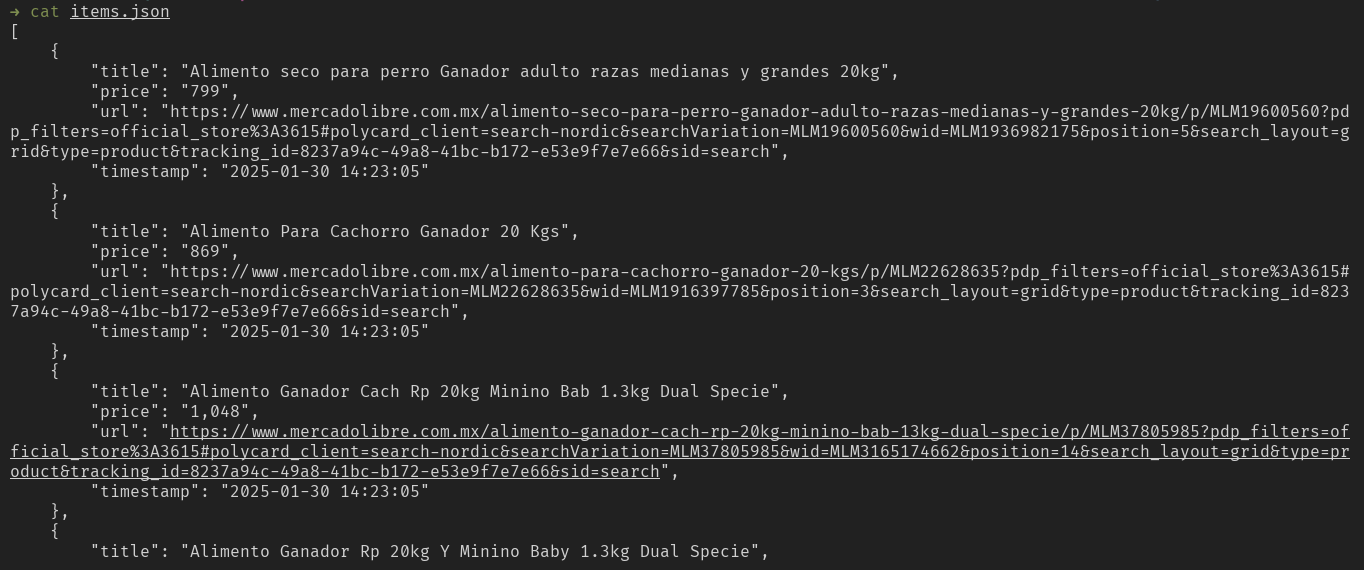 → cat items.json
[
    {
        "title": "Alimento seco para perro Ganador adulto razas medianas y grandes 20kg",
        "price": "799",
        "url": "https://www.mercadolibre.com.mx/alimento-seco-para-perro-ganador-adulto-razas-medianas-y-grandes-20kg/p/MLM19600560?pd
p_filters=official_store%3A3615#polycard_client=search-nordic&searchVariation=MLM19600560&wid=MLM1936982175&position=5&search_layout=g
rid&type=product&tracking_id=8237a94c-49a8-41bc-b172-e53e9f7e7e66&sid=search",
        "timestamp": "2025-01-30 14:23:05"
    },
    {
        "title": "Alimento Para Cachorro Ganador 20 Kgs",
        "price": "869",
        "url": "https://www.mercadolibre.com.mx/alimento-para-cachorro-ganador-20-kgs/p/MLM22628635?pdp_filters=official_store%3A3615#
polycard_client=search-nordic&searchVariation=MLM22628635&wid=MLM1916397785&position=3&search_layout=grid&type=product&tracking_id=823
7a94c-49a8-41bc-b172-e53e9f7e7e66&sid=search",
        "timestamp": "2025-01-30 14:23:05"
    },
    {
        "title": "Alimento Ganador Cach Rp 20kg Minino Bab 1.3kg Dual Specie",
        "price": "1,048",
        "url": "https://www.mercadolibre.com.mx/alimento-ganador-cach-rp-20kg-minino-bab-13kg-dual-specie/p/MLM37805985?pdp_filters=of
ficial_store%3A3615#polycard_client=search-nordic&searchVariation=MLM37805985&wid=MLM3165174662&position=14&search_layout=grid&type=pr
oduct&tracking_id=8237a94c-49a8-41bc-b172-e53e9f7e7e66&sid=search",
        "timestamp": "2025-01-30 14:23:05"
    },
    {
        "title": "Alimento Ganador Rp 20kg Y Minino Baby 1.3kg Dual Specie",